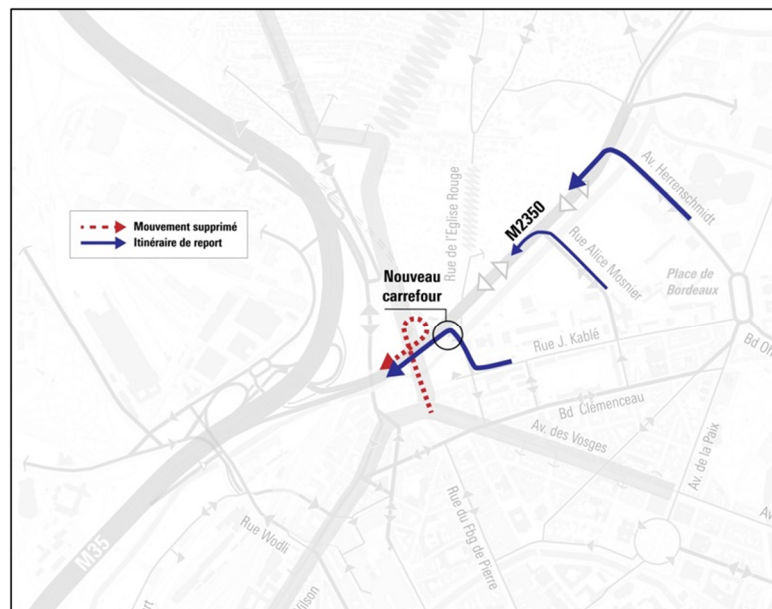 Av. Herrenschmidt
Rue de l'Eglise Rouge
M2350
Mouvement supprimé
Itinéraire de report
Rue Alice Mosnier
Nouveau
carrefour
Place de
Bordeaux
Rue J. Kablé
Bd Clémenceau
Av. des Vosges
Av. de la Paix
Rue du Fbg de Pierre
Rue Wodli
M35